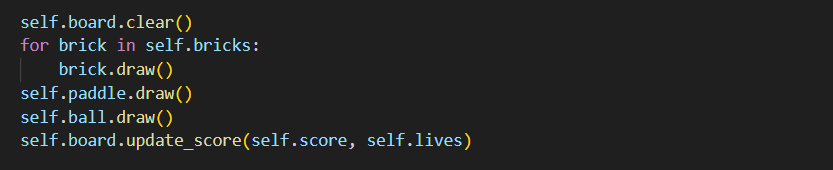 self.board.clear()
for brick in self.bricks:
    brick.draw()
self.paddle.draw()
self.ball.draw()
self.board.update_score(self.score, self.lives)